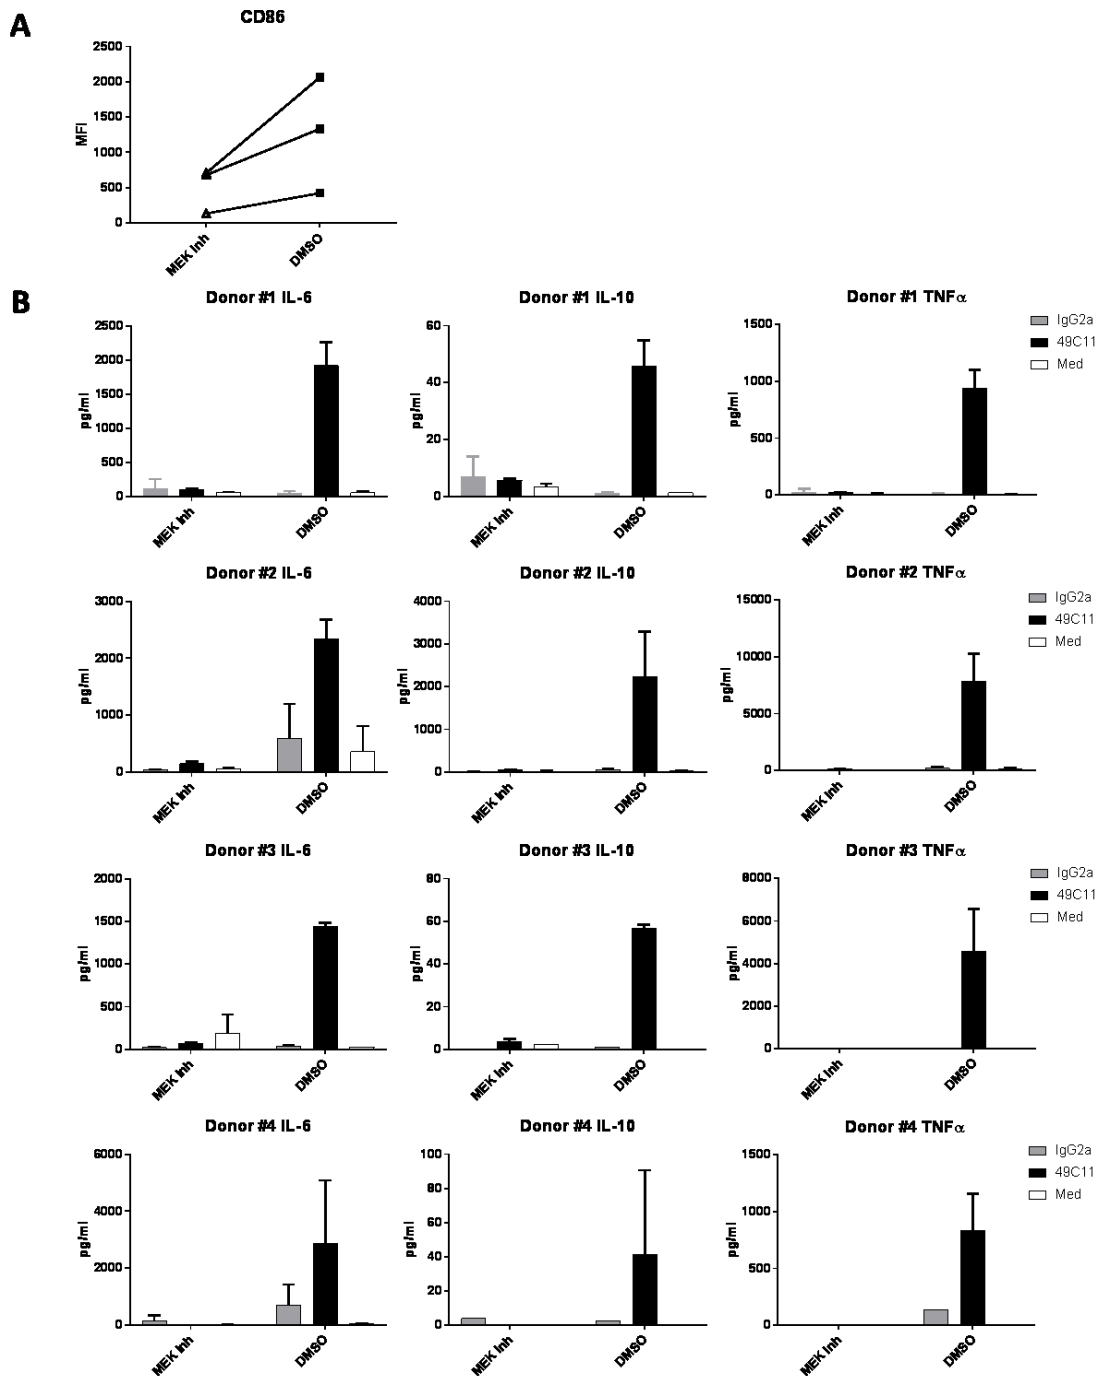 A
CD86
2500
2000
1500
1000
500
0
MFI
MEK Inh
DMSO
B
Donor #1 IL-6
2500
2000
1500
1000
500
0
pg/ml
MEK Inh
DMSO
Donor #1 IL-10
60
40
20
0
pg/ml
MEK Inh
DMSO
Donor #1 TNFα
1500
1000
500
0
pg/ml
MEK Inh
DMSO
IgG2a
49C11
Med
Donor #2 IL-6
3000
2000
1000
0
pg/ml
MEK Inh
DMSO
Donor #2 IL-10
4000
3000
2000
1000
0
pg/ml
MEK Inh
DMSO
Donor #2 TNFα
15000
10000
5000
0
pg/ml
MEK Inh
DMSO
IgG2a
49C11
Med
Donor #3 IL-6
2000
1500
1000
500
0
pg/ml
MEK Inh
DMSO
Donor #3 IL-10
80
60
40
20
0
pg/ml
MEK Inh
DMSO
Donor #3 TNFα
8000
6000
4000
2000
0
pg/ml
MEK Inh
DMSO
IgG2a
49C11
Med
Donor #4 IL-6
6000
4000
2000
0
pg/ml
MEK Inh
DMSO
Donor #4 IL-10
100
80
60
40
20
0
pg/ml
MEK Inh
DMSO
Donor #4 TNFα
1500
1000
500
0
pg/ml
MEK Inh
DMSO
IgG2a
49C11
Med